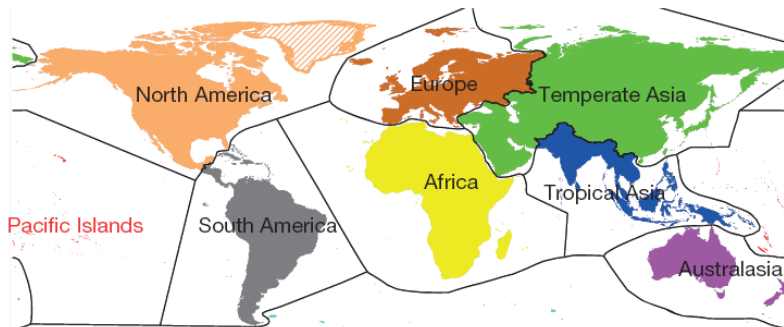 North America
Europe
Temperate Asia
Africa
Tropical Asia
Pacific Islands
South America
Australasia